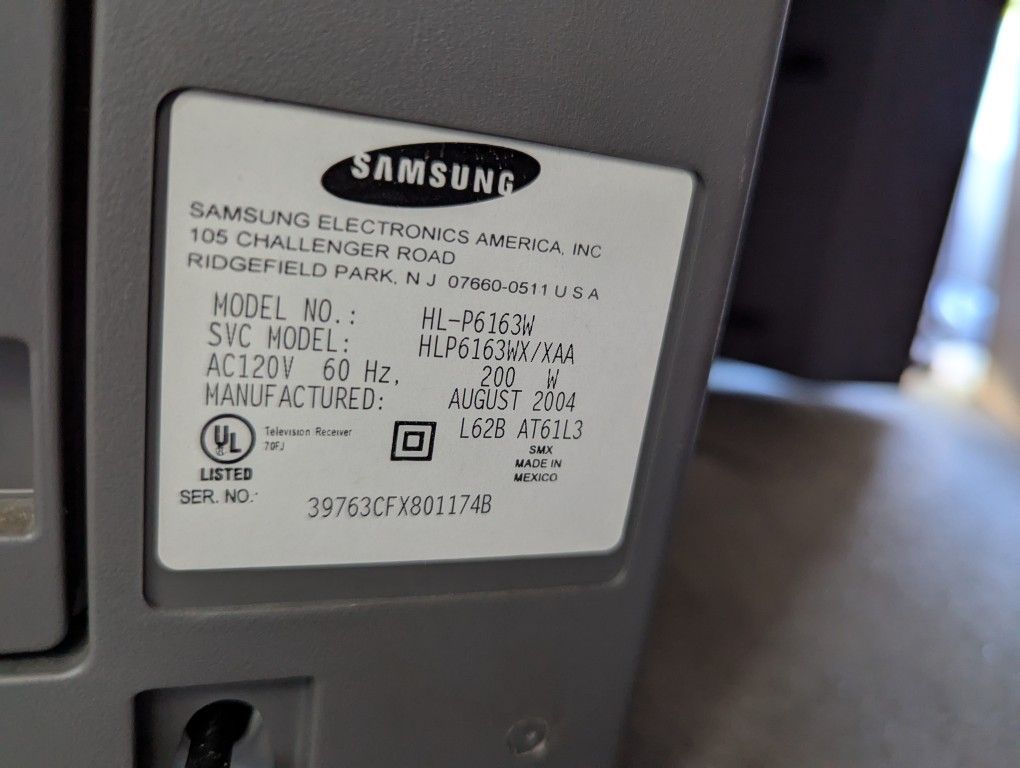 SAMSUNG
SAMSUNG ELECTRONICS AMERICA, INC
105 CHALLENGER ROAD
RIDGEFIELD PARK, N J 07660-0511 U S A
MODEL NO.: HL-P6163W
SVC MODEL: HLP6163WX/XAA
AC120V 60 Hz, 200 W
MANUFACTURED: AUGUST 2004
L62B AT61L3
UL
LISTED
Television Receiver
70FJ
SMX
MADE IN
MEXICO
SER. NO.: 39763CFX801174B